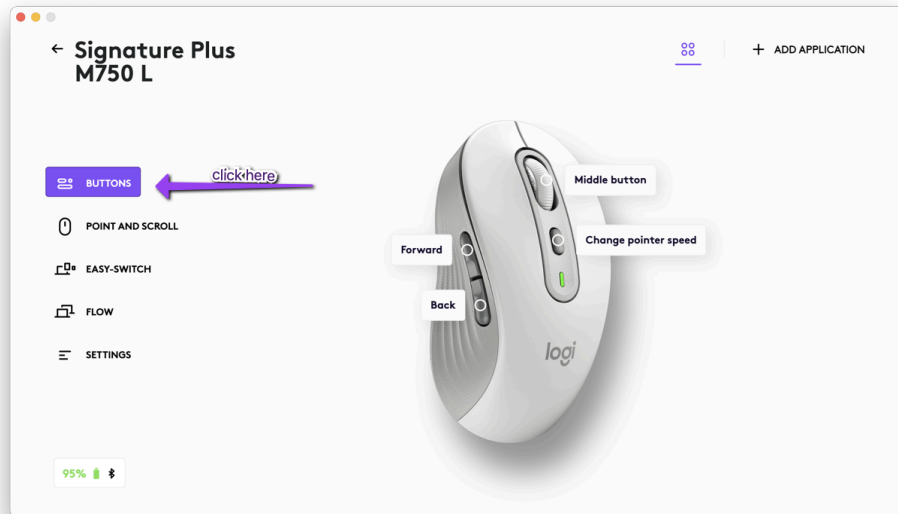 Signature Plus
M750 L
ADD APPLICATION
BUTTONS
click here
POINT AND SCROLL
EASY-SWITCH
FLOW
SETTINGS
Middle button
Change pointer speed
Forward
Back
logi
95%